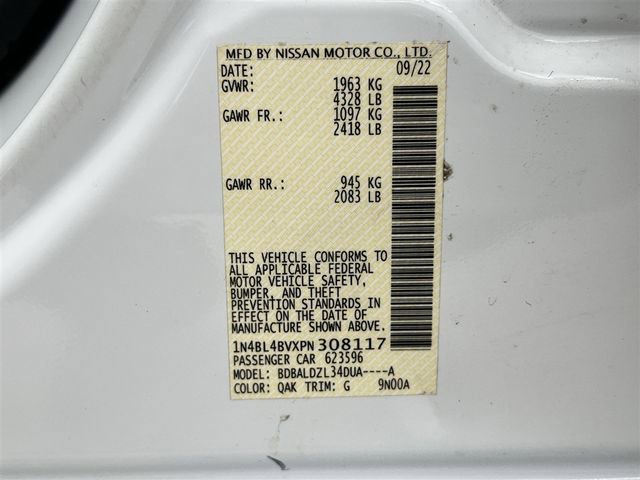 MFD BY NISSAN MOTOR CO., LTD.
DATE: 09/22
GVWR: 1963 KG
4328 LB
GAWR FR.: 1097 KG
2418 LB
GAWR RR.: 945 KG
2083 LB
THIS VEHICLE CONFORMS TO
ALL APPLICABLE FEDERAL
MOTOR VEHICLE SAFETY,
BUMPER, AND THEFT
PREVENTION STANDARDS IN
EFFECT ON THE DATE OF
MANUFACTURE SHOWN ABOVE.
1N4BL4BVXPN308117
PASSENGER CAR 623596
MODEL: BDBALDZL34DUA----A
COLOR: QAK TRIM: G 9N00A